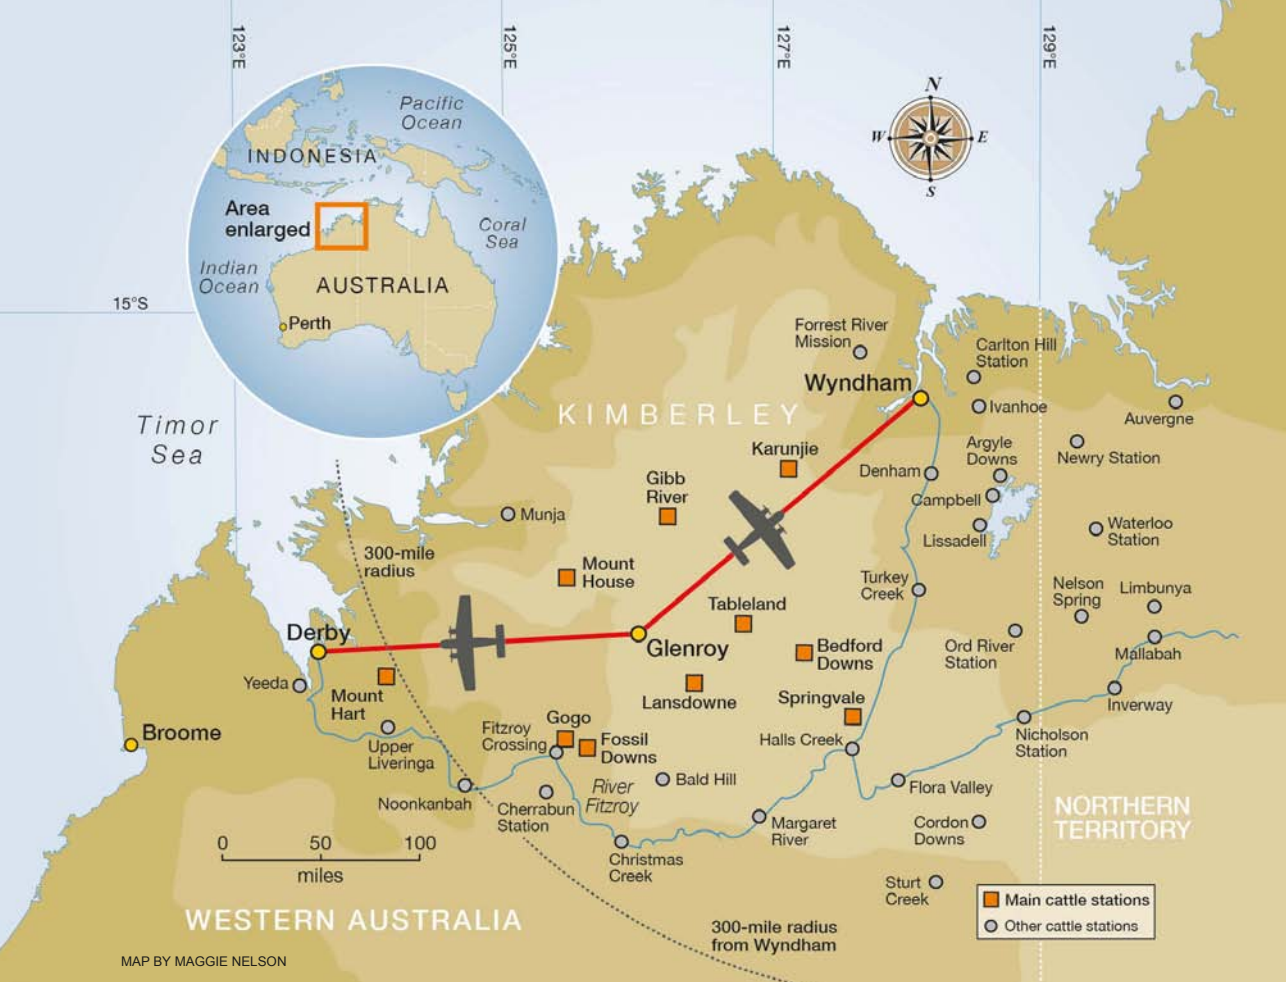 123°E
125°E
127°E
129°E
N
W
E
S
Pacific
Ocean
INDONESIA
Area
enlarged
Coral
Sea
Indian
Ocean
AUSTRALIA
Perth
15°S
Forrest River
Mission
Carlton Hill
Station
Wyndham
Ivanhoe
Auvergne
KIMBERLEY
Timor
Sea
Karunjie
Argyle
Downs
Newry Station
Denham
Gibb
River
Campbell
Munja
Waterloo
Station
Lissadell
300-mile
radius
Mount
House
Turkey
Creek
Nelson
Spring
Limbunya
Tableland
Derby
Glenroy
Bedford
Downs
Ord River
Station
Mallabah
Yeeda
Mount
Hart
Lansdowne
Springvale
Inverway
Broome
Gogo
Fitzroy
Crossing
Fossil
Downs
Halls Creek
Nicholson
Station
Upper
Liveringa
River
Fitzroy
Bald Hill
Flora Valley
Noonkanbah
Cherrabun
Station
NORTHERN
TERRITORY
Margaret
River
Cordon
Downs
0 50 100
miles
Christmas
Creek
Sturt
Creek
Main cattle stations
Other cattle stations
WESTERN AUSTRALIA
300-mile radius
from Wyndham
MAP BY MAGGIE NELSON